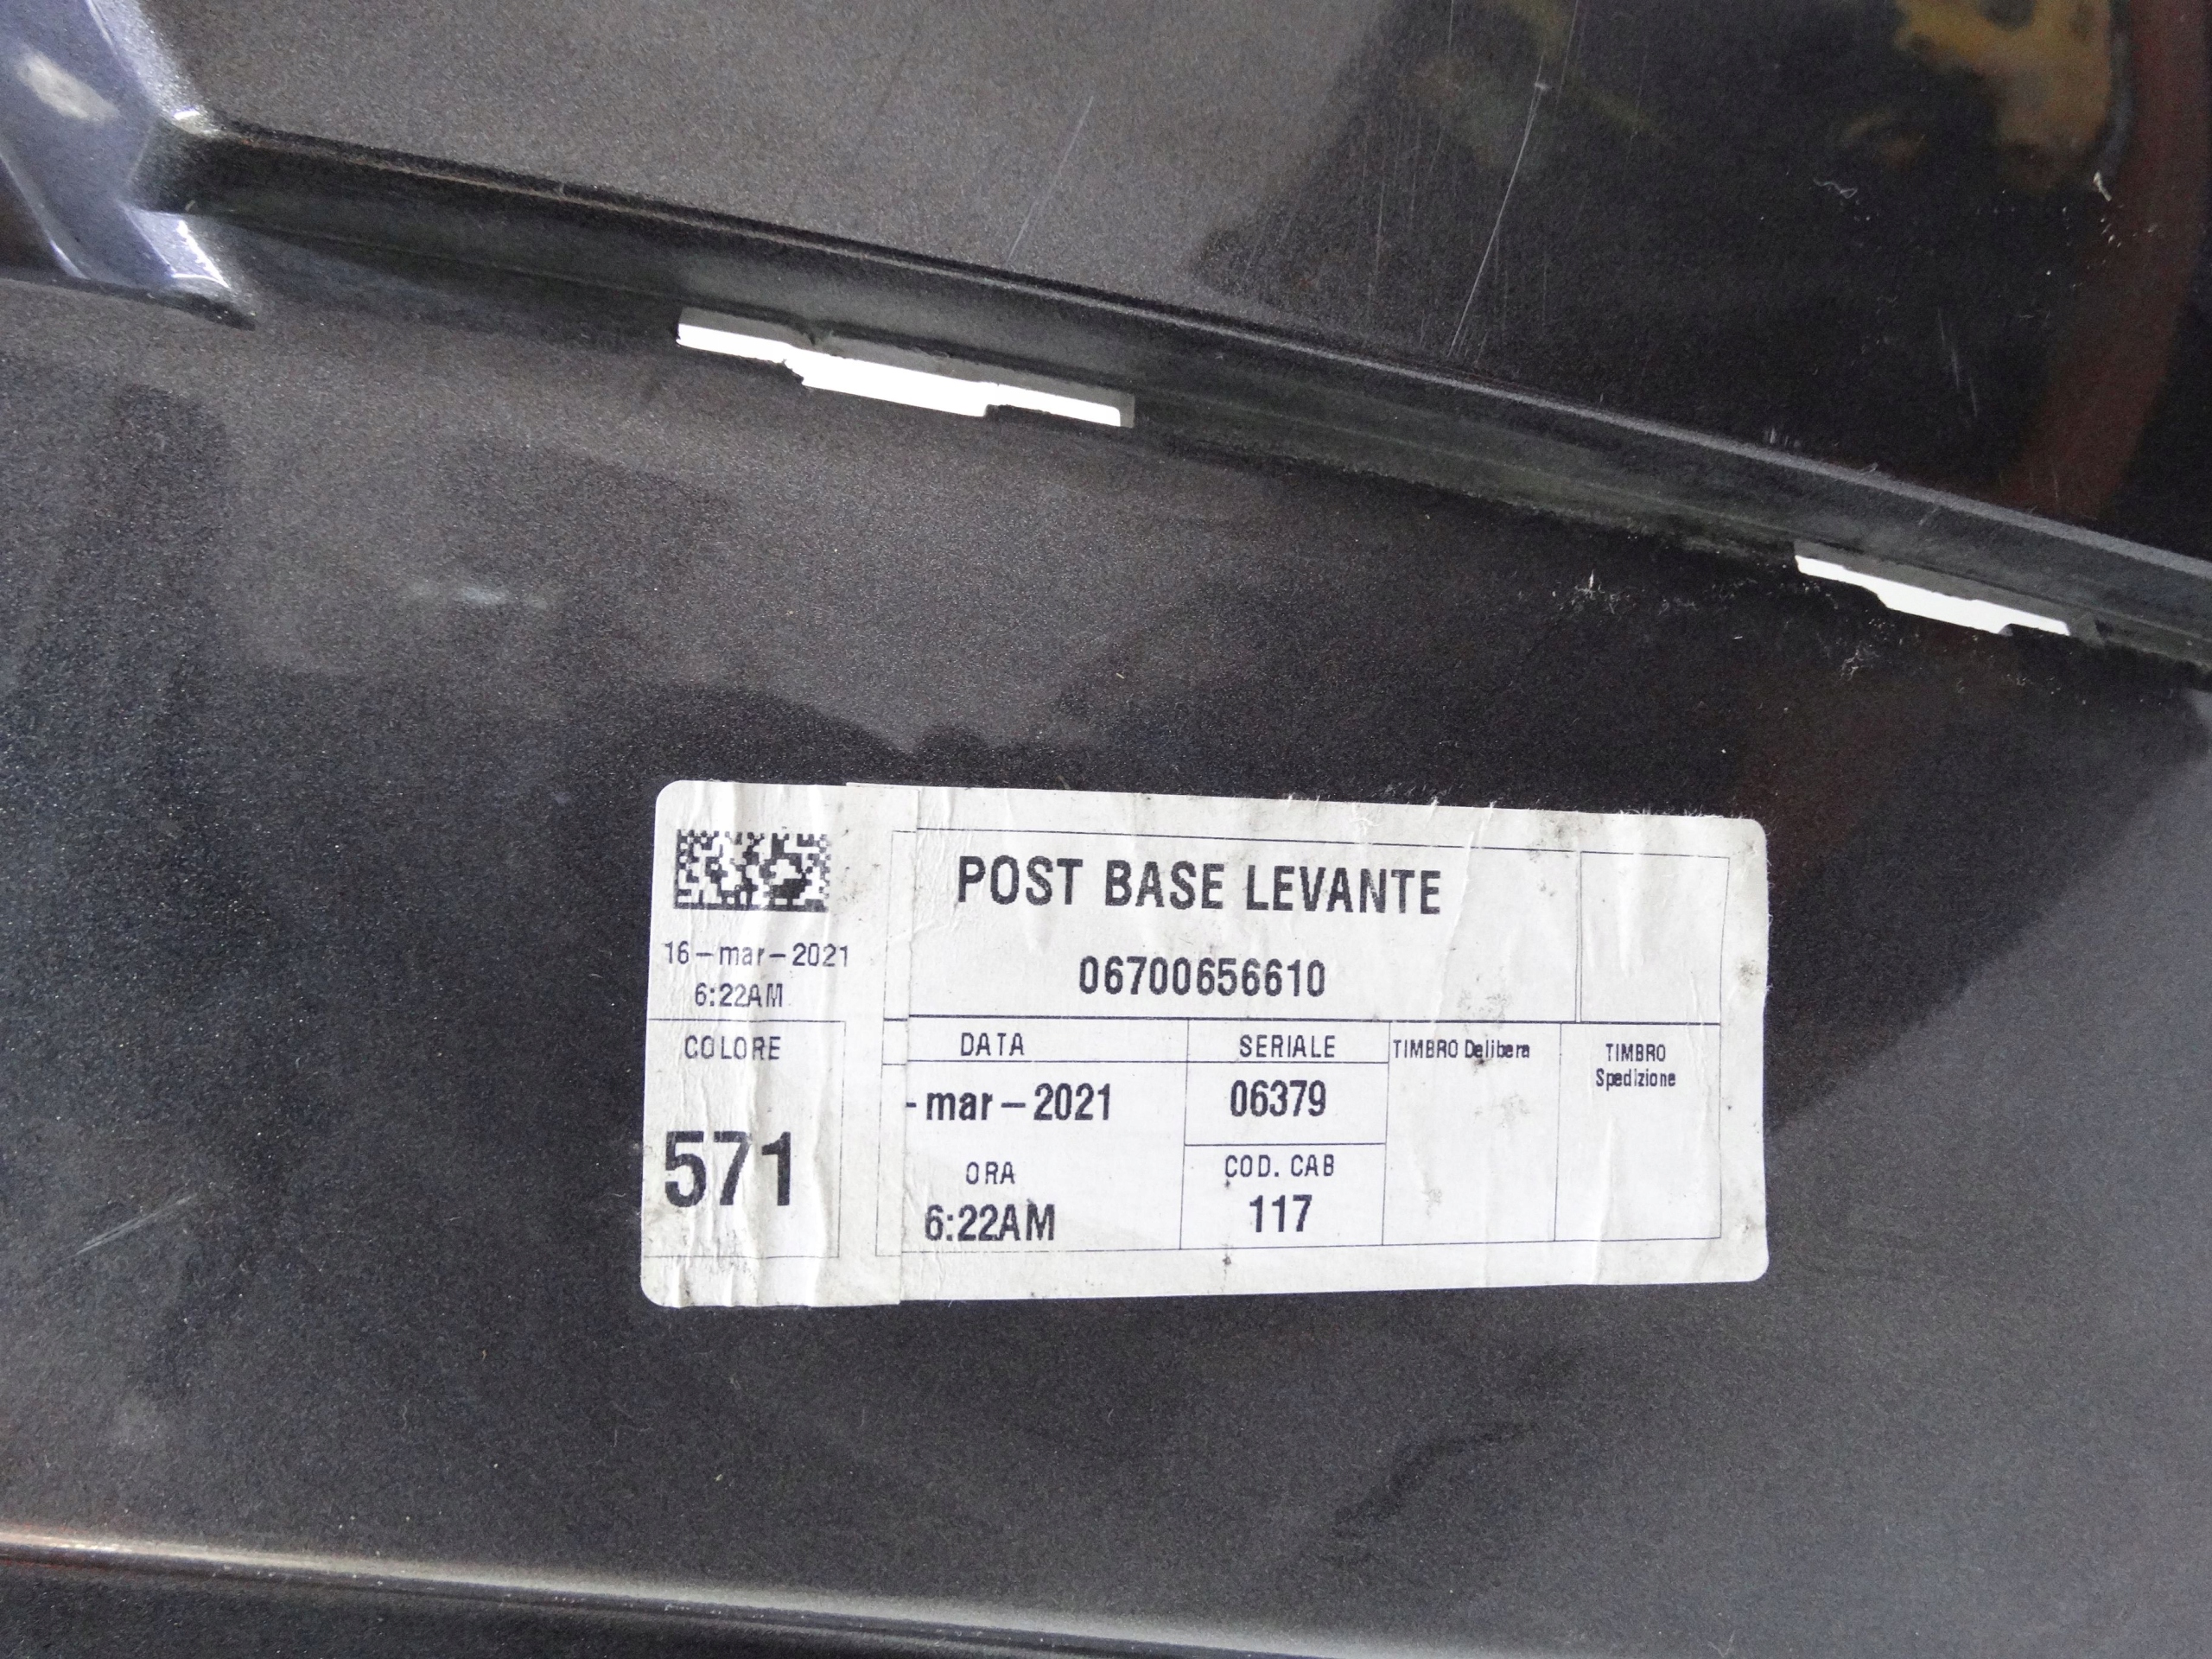 16-mar-2021
6:22AM
COLORE
571
POST BASE LEVANTE
06700656610
DATA
-mar-2021
ORA
6:22AM
SERIALE
06379
COD. CAB
117
TIMBRO Delibera
TIMBRO
Spedizione